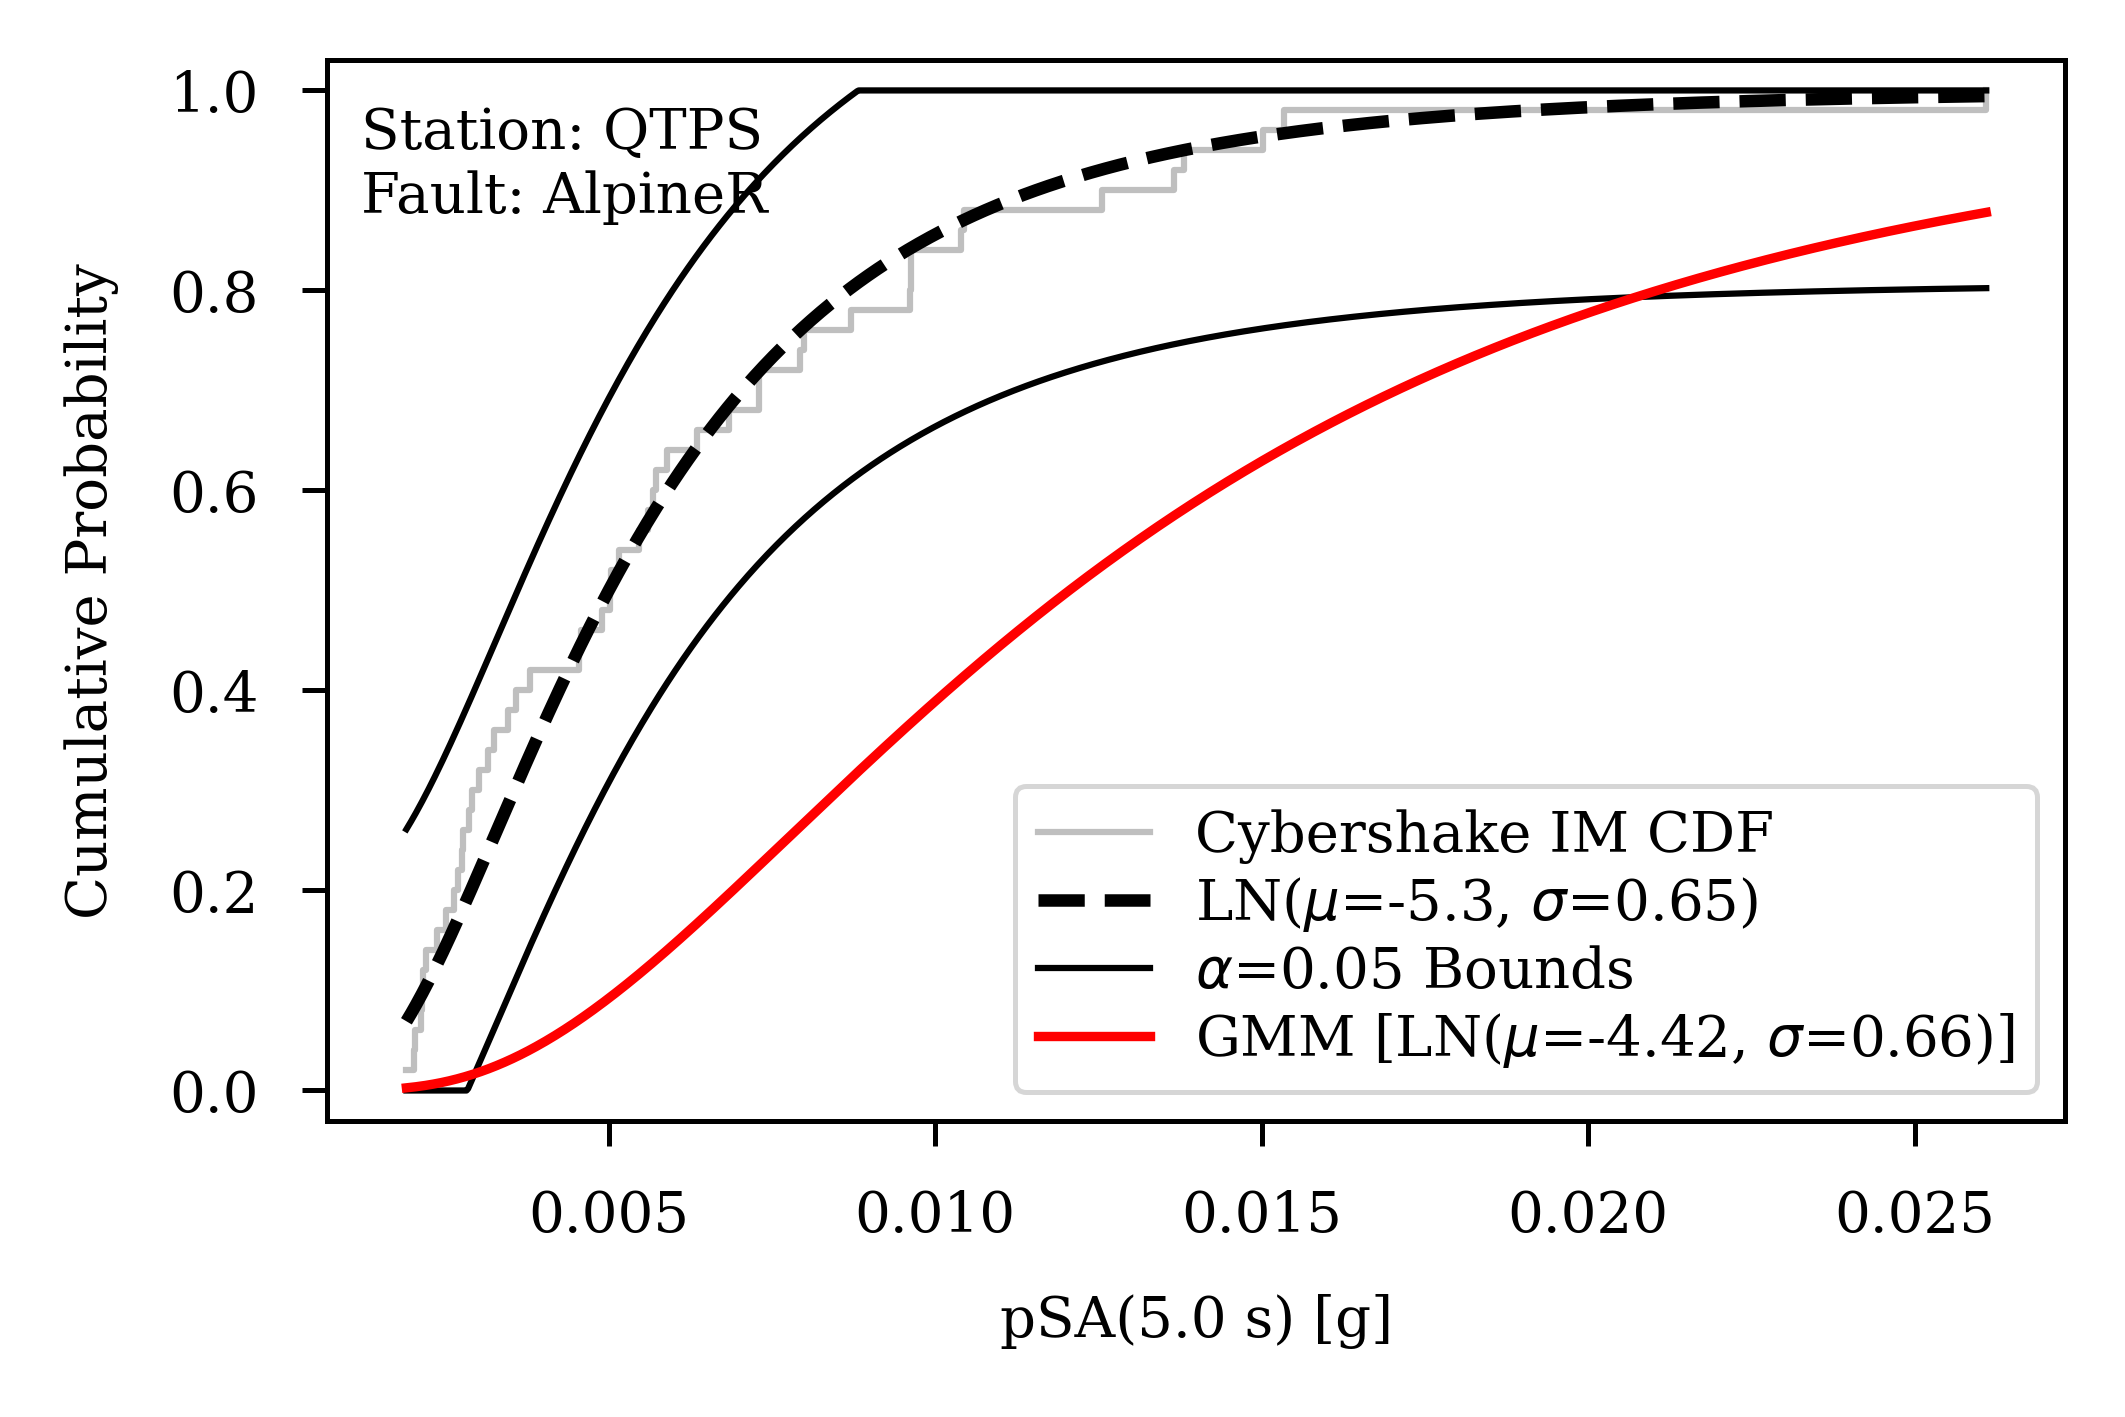 Station: QTPS
Fault: AlpineR
Cumulative Probability
1.0
0.8
0.6
0.4
0.2
0.0
Cybershake IM CDF
LN(μ=-5.3, σ=0.65)
α=0.05 Bounds
GMM [LN(μ=-4.42, σ=0.66)]
0.005
0.010
0.015
0.020
0.025
pSA(5.0 s) [g]